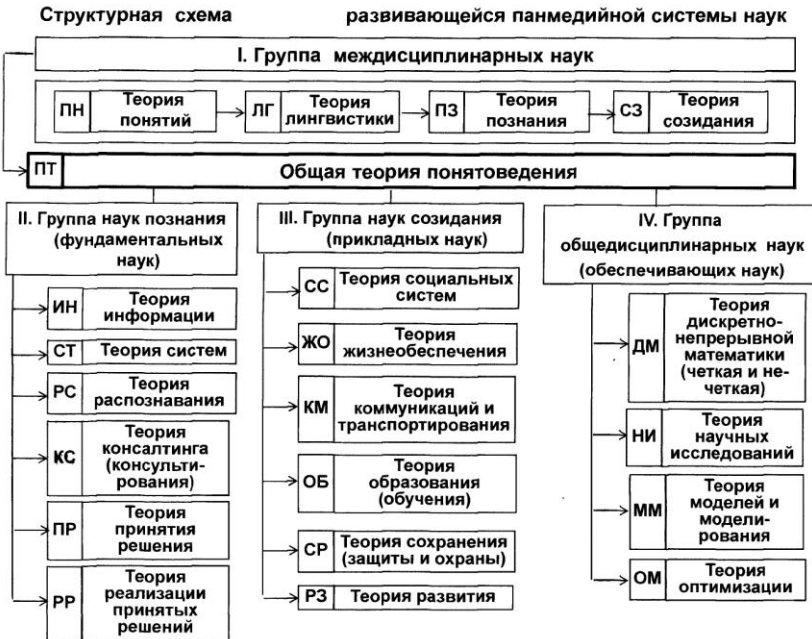 Структурная схема развивающейся панмедийной системы наук
I. Группа междисциплинарных наук
ПН
Теория
понятий
ЛГ
Теория
лингвистики
ПЗ
Теория
познания
СЗ
Теория
созидания
ПТ
Общая теория понятоведения
II. Группа наук познания
(фундаментальных
наук)
ИН
Теория
информации
СТ
Теория систем
РС
Теория
распознавания
КС
Теория
консалтинга
(консульти-
рования)
ПР
Теория
принятия
решения
РР
Теория
реализации
принятых
решений
III. Группа наук созидания
(прикладных наук)
СС
Теория социальных
систем
ЖО
Теория
жизнеобеспечения
КМ
Теория
коммуникаций и
транспортирования
ОБ
Теория
образования
(обучения)
СР
Теория сохранения
(защиты и охраны)
РЗ
Теория развития
IV. Группа
общедисциплинарных наук
(обеспечивающих наук)
ДМ
Теория
дискретно-
непрерывной
математики
(четкая и не-
четкая)
НИ
Теория
научных
исследований
ММ
Теория
моделей и
модели-
рования
ОМ
Теория
оптимизации